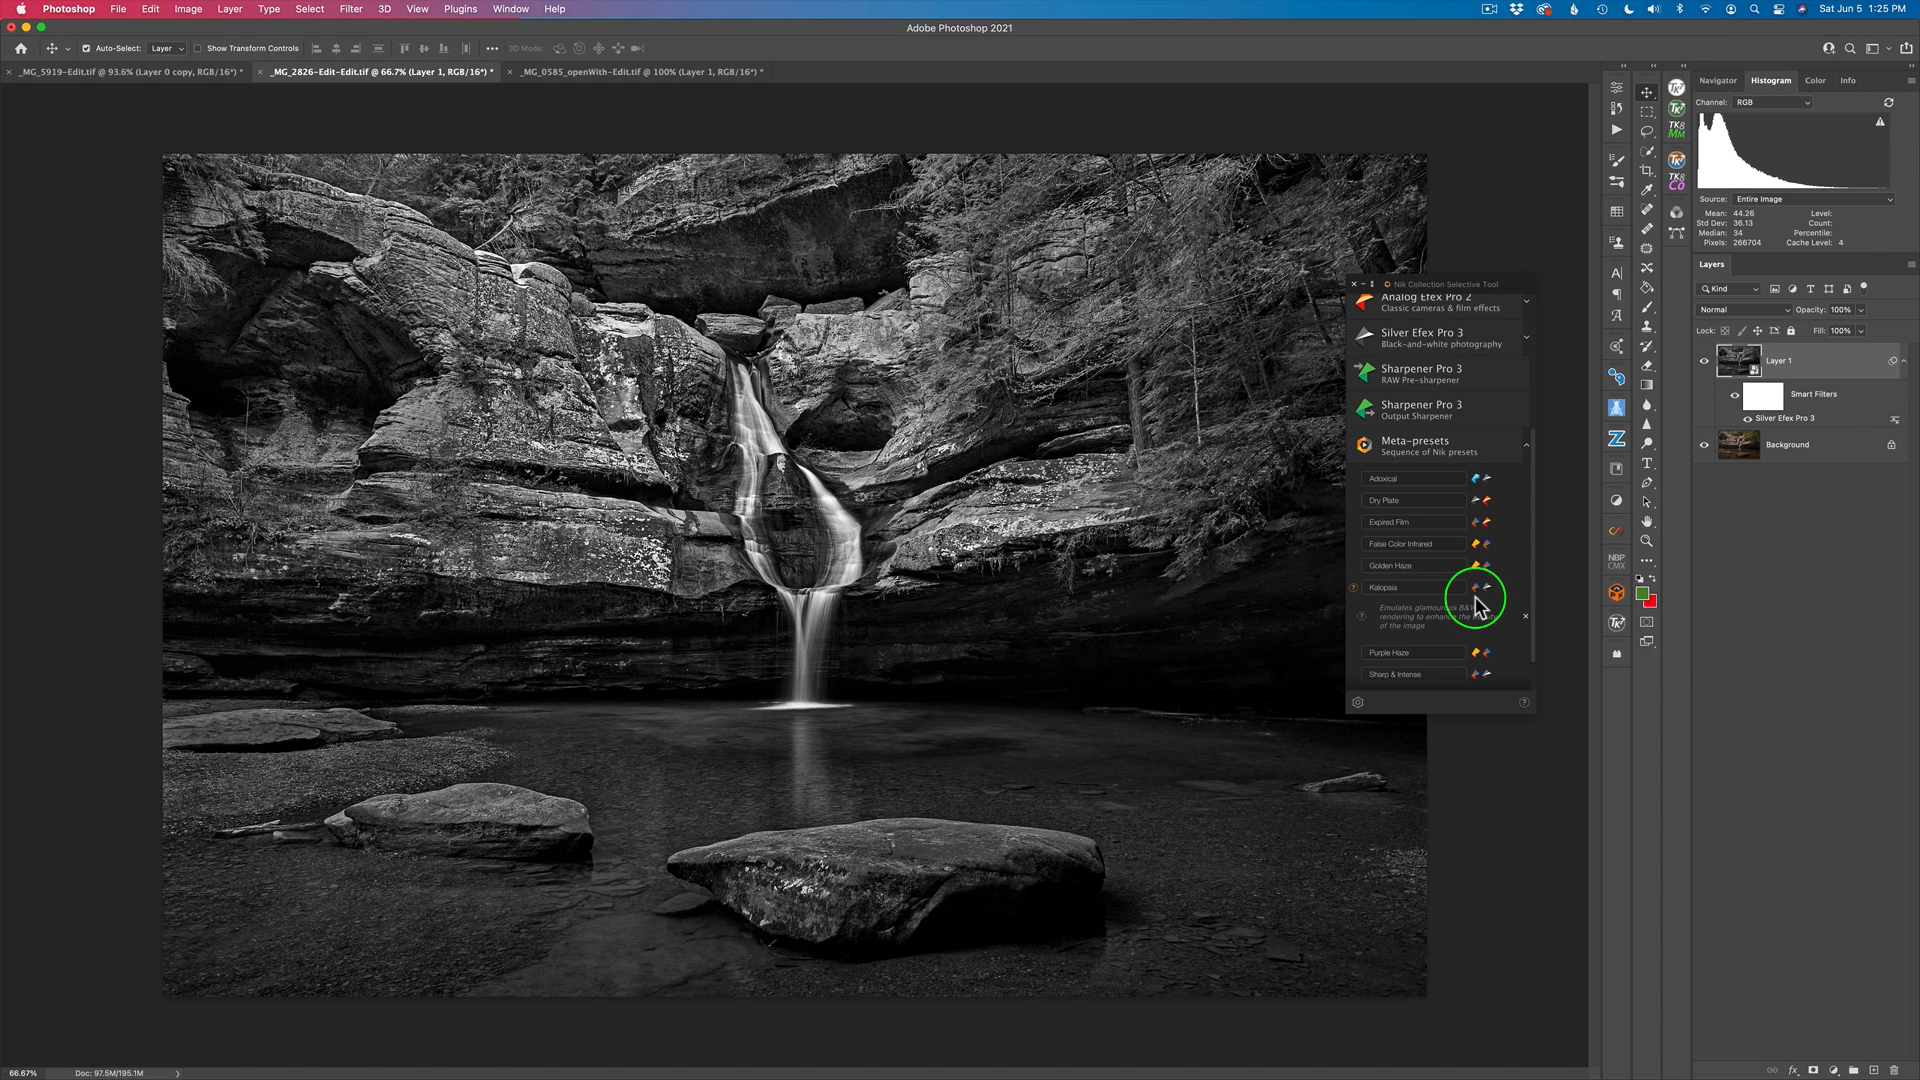 Photoshop File Edit Image Layer Type Select Filter 3D View Plugins Window Help Sat Jun 5 1:25 PM
Adobe Photoshop 2021
Auto-Select: Layer Show Transform Controls 3D Mode:
_MG_5919-Edit.tif @ 93.6% (Layer 0 copy, RGB/16*) * _MG_2826-Edit-Edit.tif @ 66.7% (Layer 1, RGB/16*) * _MG_0585_openWith-Edit.tif @ 100% (Layer 1, RGB/16*) *
Navigator Histogram Color Info
Channel: RGB
Source: Entire Image
Mean: 44.26 Level:
Std Dev: 36.13 Count:
Median: 34 Percentile:
Pixels: 266704 Cache Level: 4
Layers
Kind
Normal Opacity: 100%
Lock: Fill: 100%
Layer 1
Smart Filters
Silver Efex Pro 3
Background
TK7
TK7
TK8
MM
TK7
TK8
CO
NBP
CMX
TK7
Nik Collection Selective Tool
Analog Efex Pro 2
Classic cameras & film effects
Silver Efex Pro 3
Black-and-white photography
Sharpener Pro 3
RAW Pre-sharpener
Sharpener Pro 3
Output Sharpener
Meta-presets
Sequence of Nik presets
Adoxical
Dry Plate
Expired Film
False Color Infrared
Golden Haze
Kalopsia
Emulates glamourous B&W
rendering to enhance the
of the image
Purple Haze
Sharp & Intense
66.67% Doc: 97.5M/195.1M